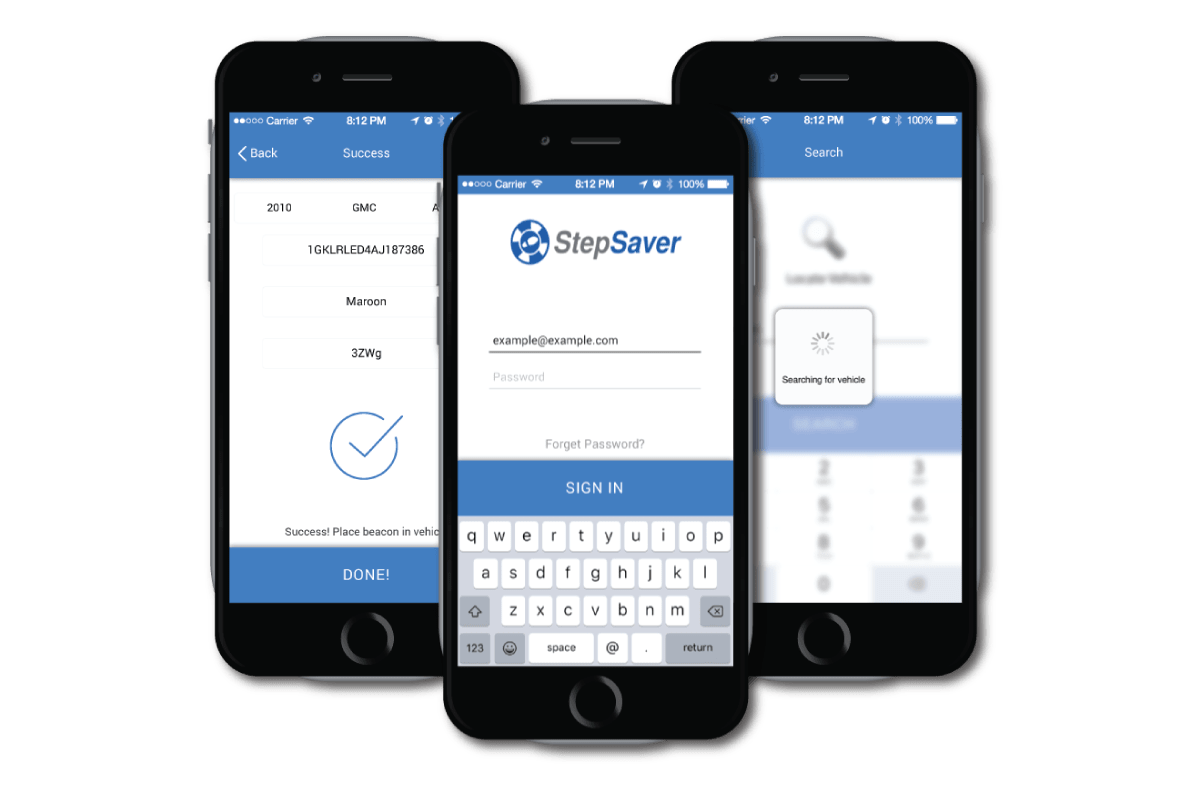 Carrier 8:12 PM
Back Success
2010 GMC A
1GKLRLED4AJ187386
Maroon
3ZWg
Success! Place beacon in vehic
DONE!
Carrier 8:12 PM 100%
StepSaver
example@example.com
Password
Forget Password?
SIGN IN
q w e r t y u i o p
a s d f g h j k l
z x c v b n m
123 space @ . return
rier 8:12 PM 100%
Search
Locate Vehicle
Searching for vehicle
SEARCH
2 3
5 6
8 9
0